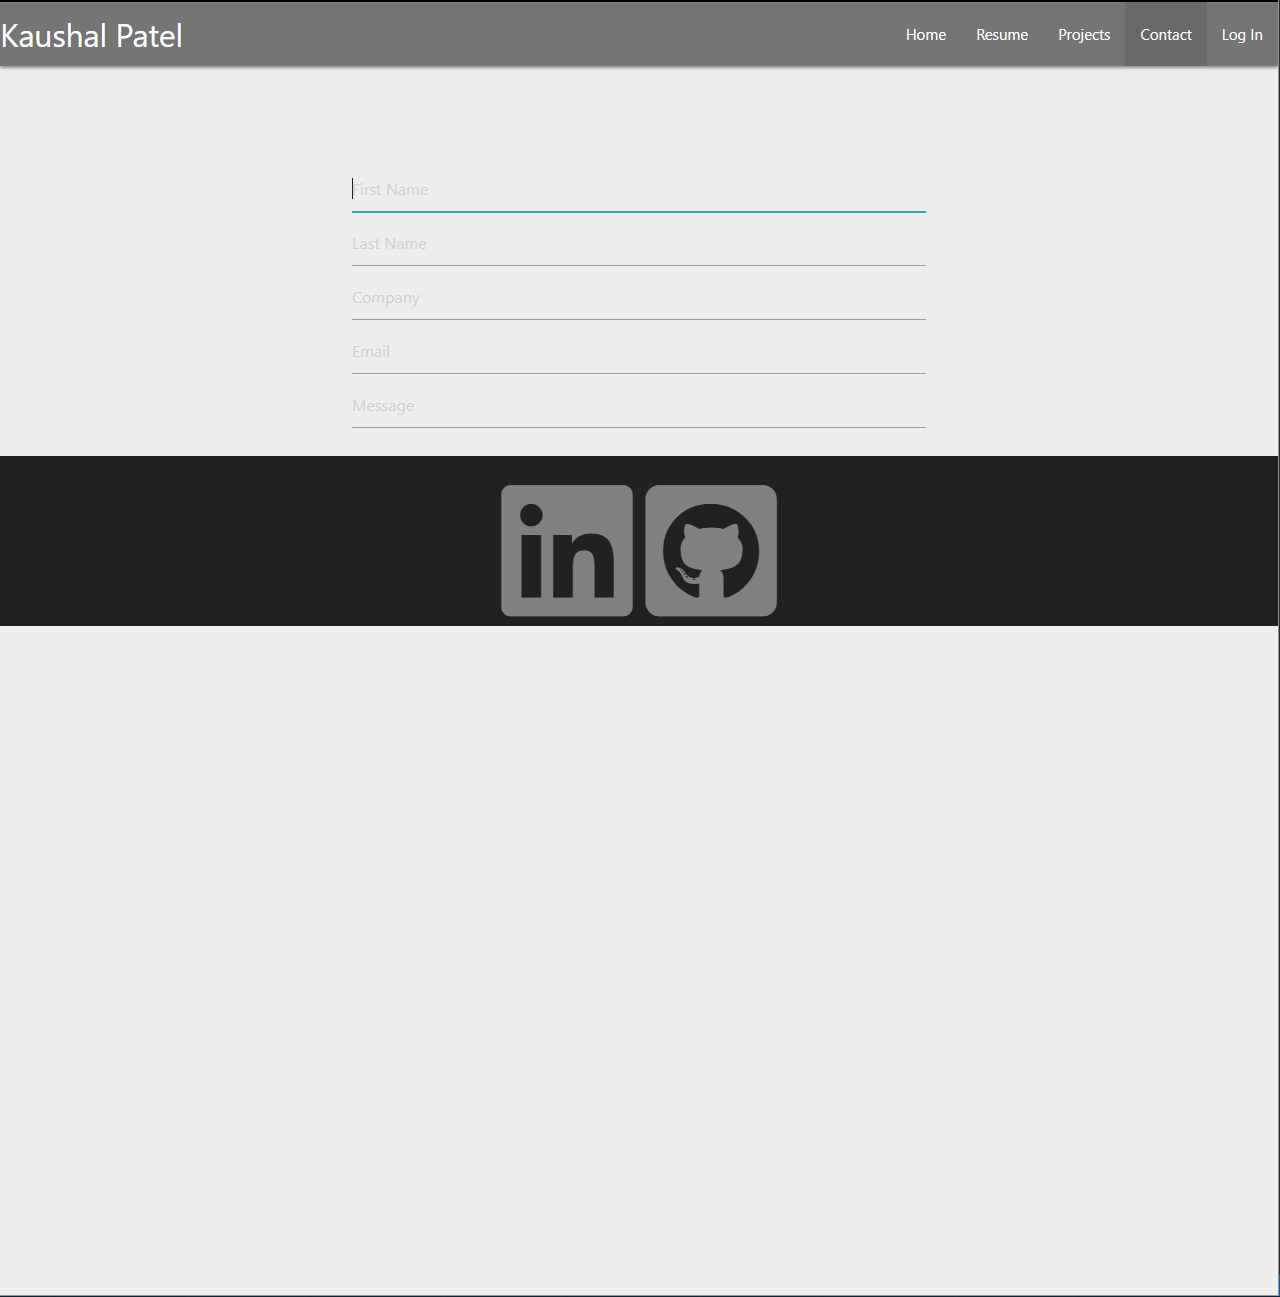 Kaushal Patel
Home Resume Projects Contact Log In
First Name
Last Name
Company
Email
Message
in